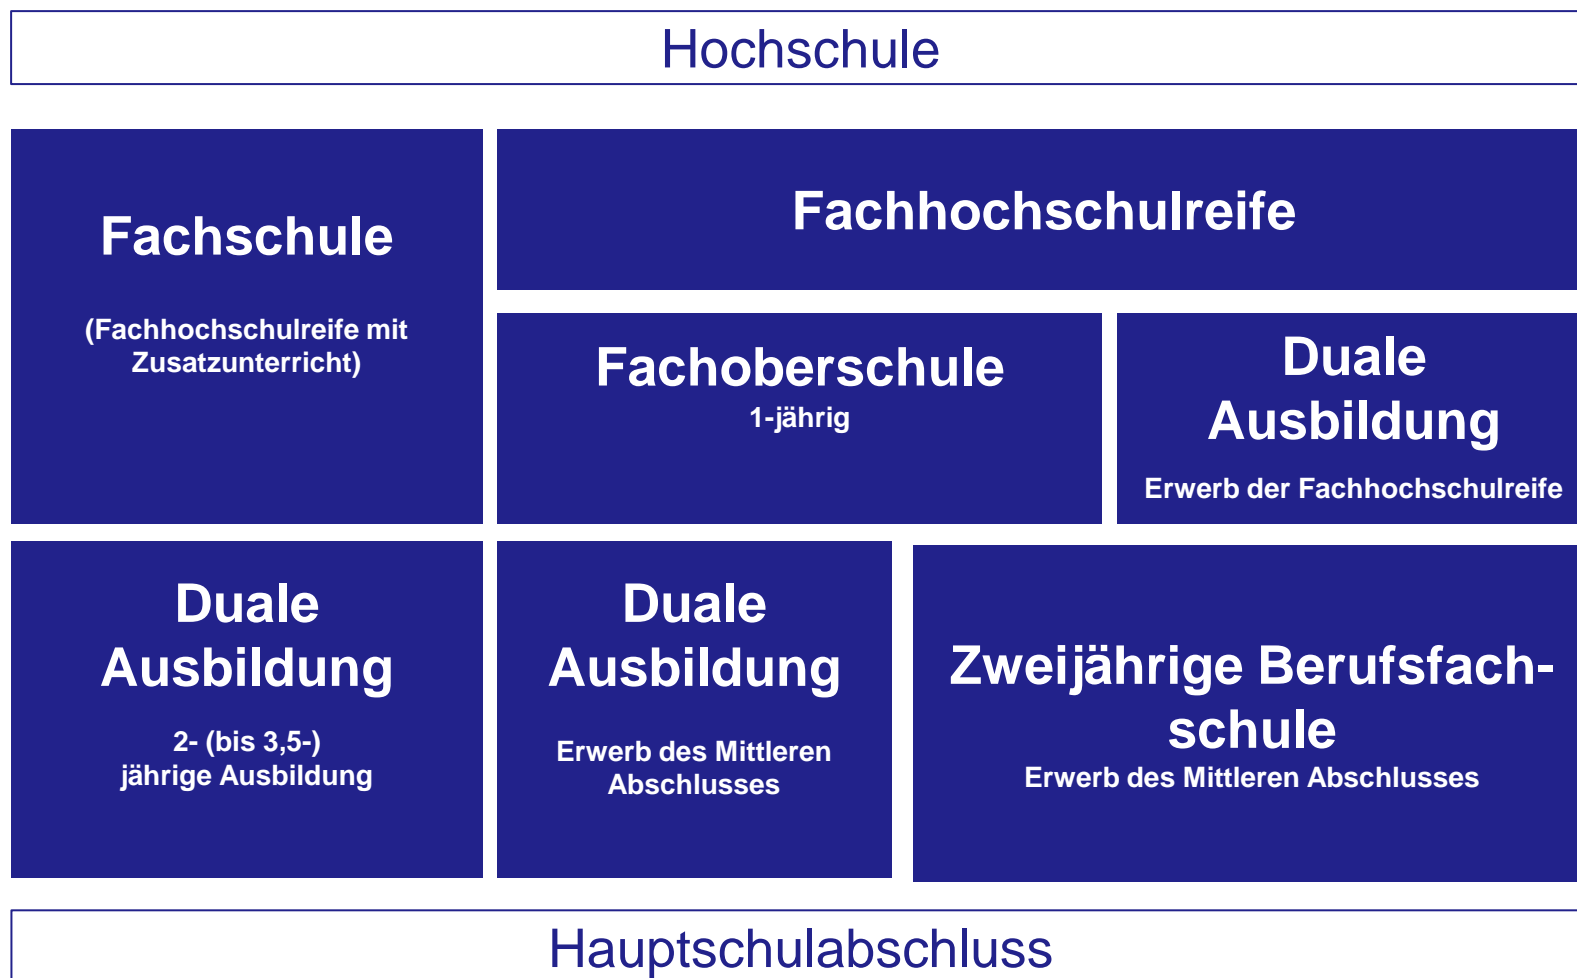 Hochschule
Fachschule
(Fachhochschulreife mit
Zusatzunterricht)
Fachhochschulreife
Fachoberschule
1-jährig
Duale
Ausbildung
Erwerb der Fachhochschulreife
Duale
Ausbildung
2- (bis 3,5-)
jährige Ausbildung
Duale
Ausbildung
Erwerb des Mittleren
Abschlusses
Zweijährige Berufsfach-
schule
Erwerb des Mittleren Abschlusses
Hauptschulabschluss